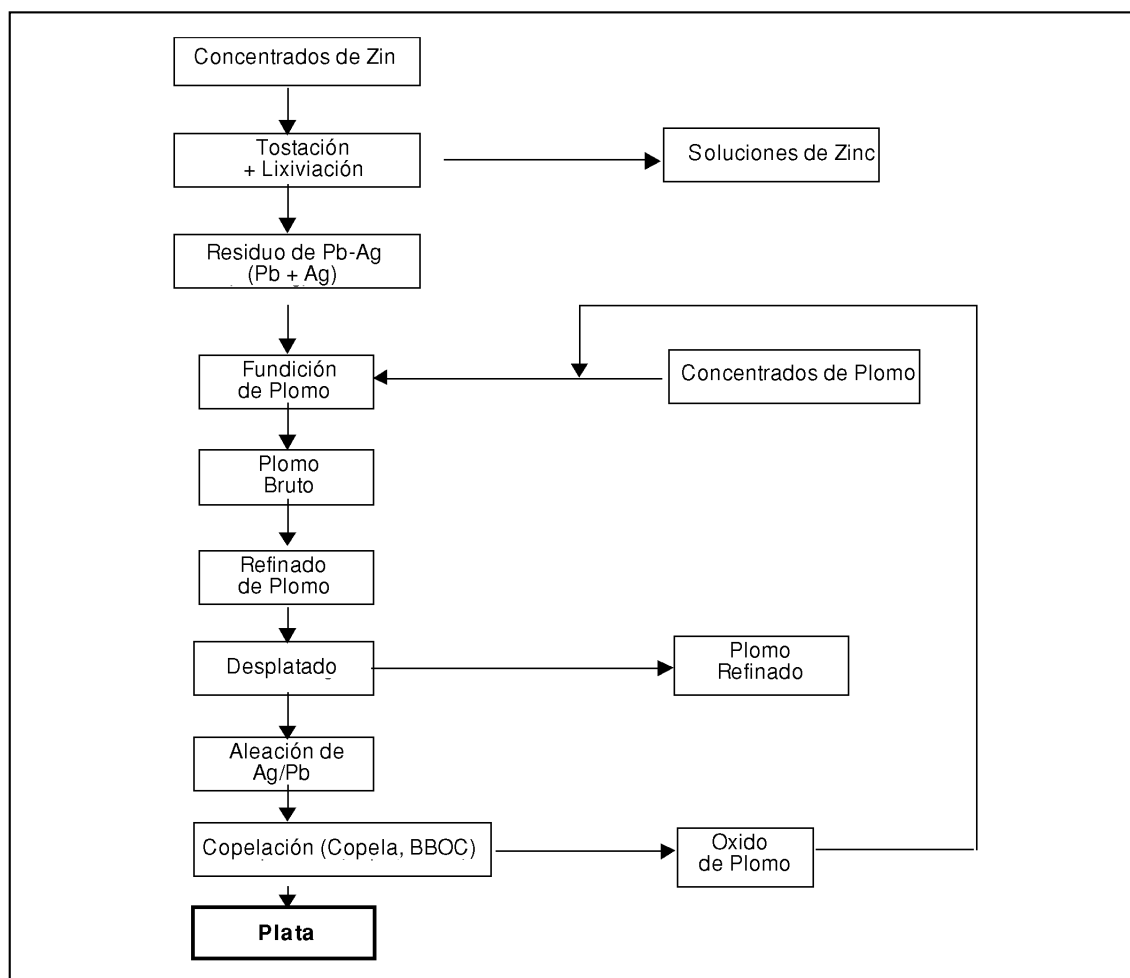 Concentrados de Zin
Tostación
+ Lixiviación
Soluciones de Zinc
Residuo de Pb-Ag
(Pb + Ag)
Fundición
de Plomo
Concentrados de Plomo
Plomo
Bruto
Refinado
de Plomo
Desplatado
Plomo
Refinado
Aleación de
Ag/Pb
Copelación (Copela, BBOC)
Oxido
de Plomo
Plata